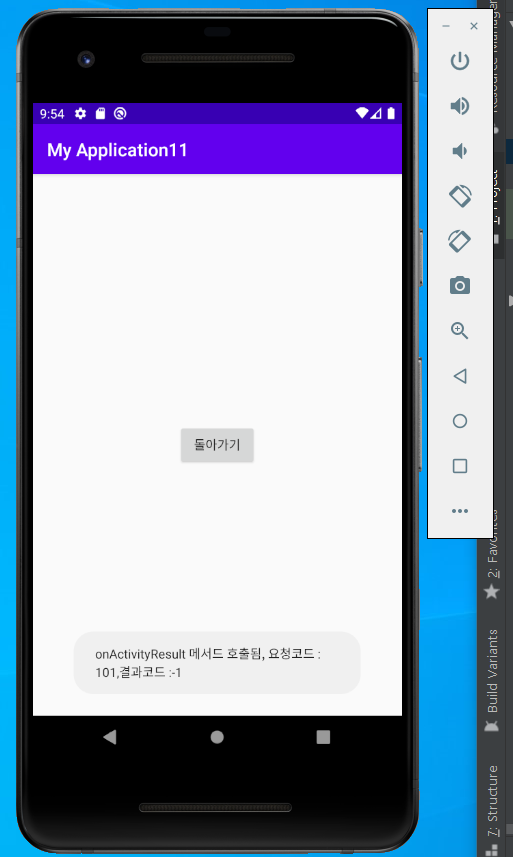 9:54
My Application11
돌아가기
onActivityResult 메서드 호출됨, 요청코드 :
101,결과코드 :-1
Resource Manager
Project
2: Favorites
Build Variants
7: Structure